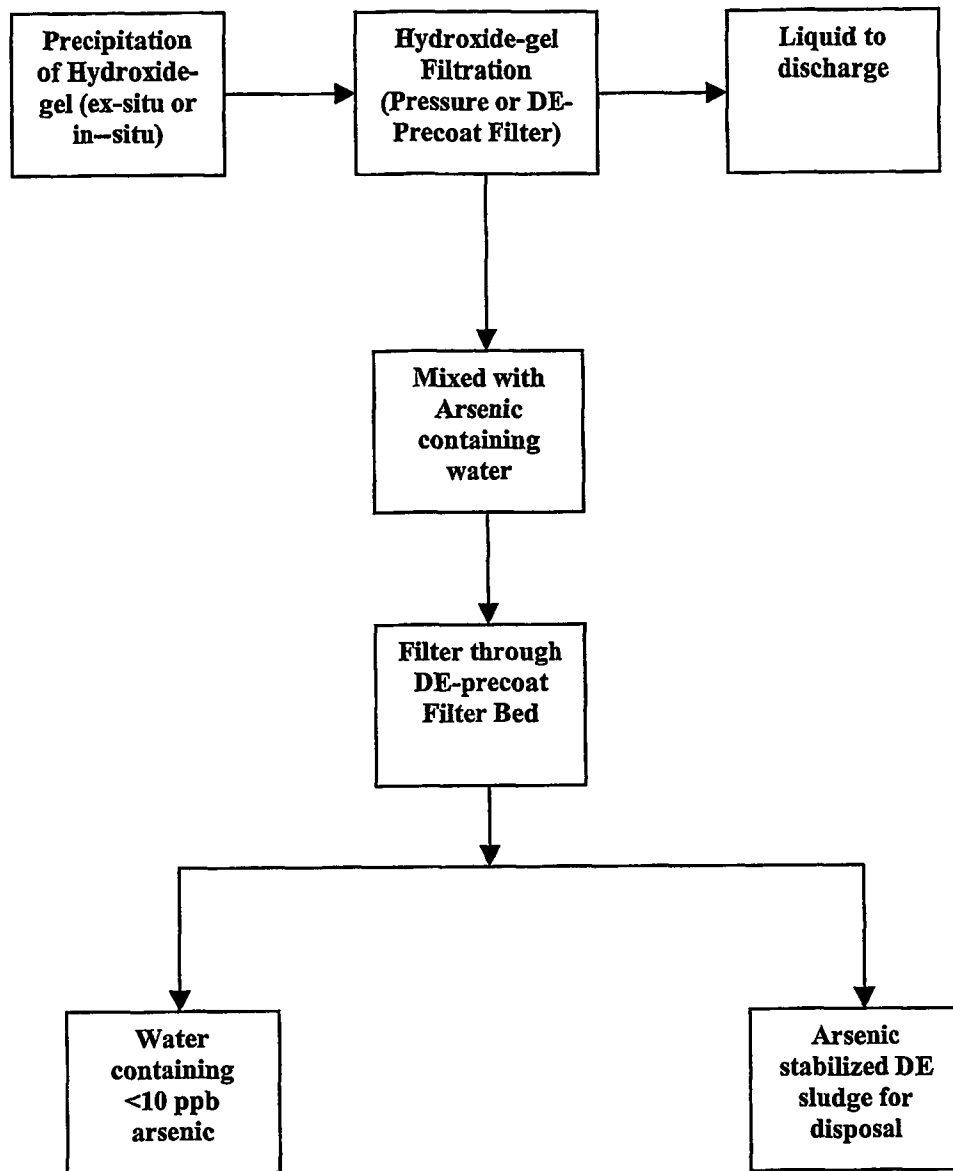 Precipitation
of Hydroxide-
gel (ex-situ or
in--situ)
Hydroxide-gel
Filtration
(Pressure or DE-
Precoat Filter)
Liquid to
discharge
Mixed with
Arsenic
containing
water
Filter through
DE-precoat
Filter Bed
Water
containing
<10 ppb
arsenic
Arsenic
stabilized DE
sludge for
disposal